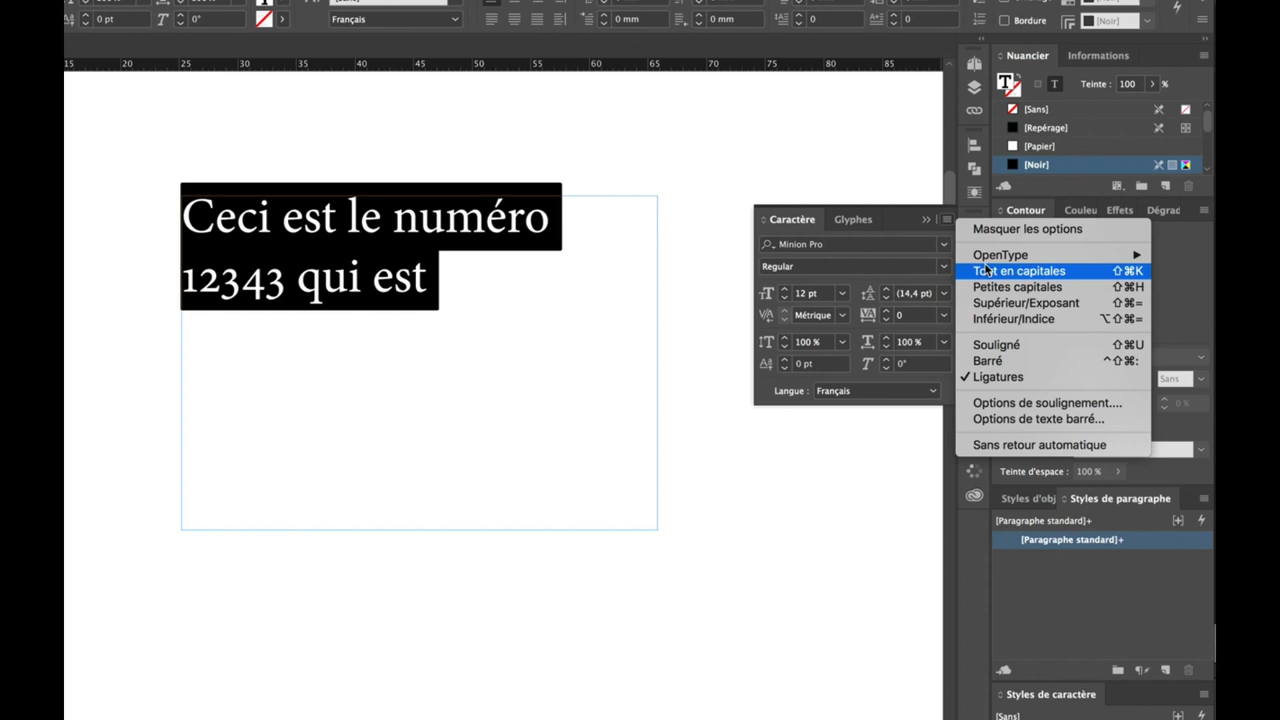 0 pt
0°
Français
0 mm
0 mm
0
0
Bordure
[Noir]
15 20 25 30 35 40 45 50 55 60 65 70 75 80 85
Nuancier Informations
Teinte : 100 %
[Sans]
[Repérage]
[Papier]
[Noir]
Contour Couleu Effets Dégrad
Ceci est le numéro
12343 qui est
Caractère Glyphes
Minion Pro
Regular
12 pt (14,4 pt)
Métrique 0
100 % 100 %
0 pt 0°
Langue : Français
Masquer les options
OpenType
Tout en capitales ⇧⌘K
Petites capitales ⇧⌘H
Supérieur/Exposant ⇧⌘=
Inférieur/Indice ⌥⇧⌘=
Souligné ⇧⌘U
Barré ^⇧⌘:
✓ Ligatures
Options de soulignement....
Options de texte barré...
Sans retour automatique
Sans
0 %
Teinte d'espace : 100 %
Styles d'obj Styles de paragraphe
[Paragraphe standard]+
[Paragraphe standard]+
Styles de caractère
[Sans]